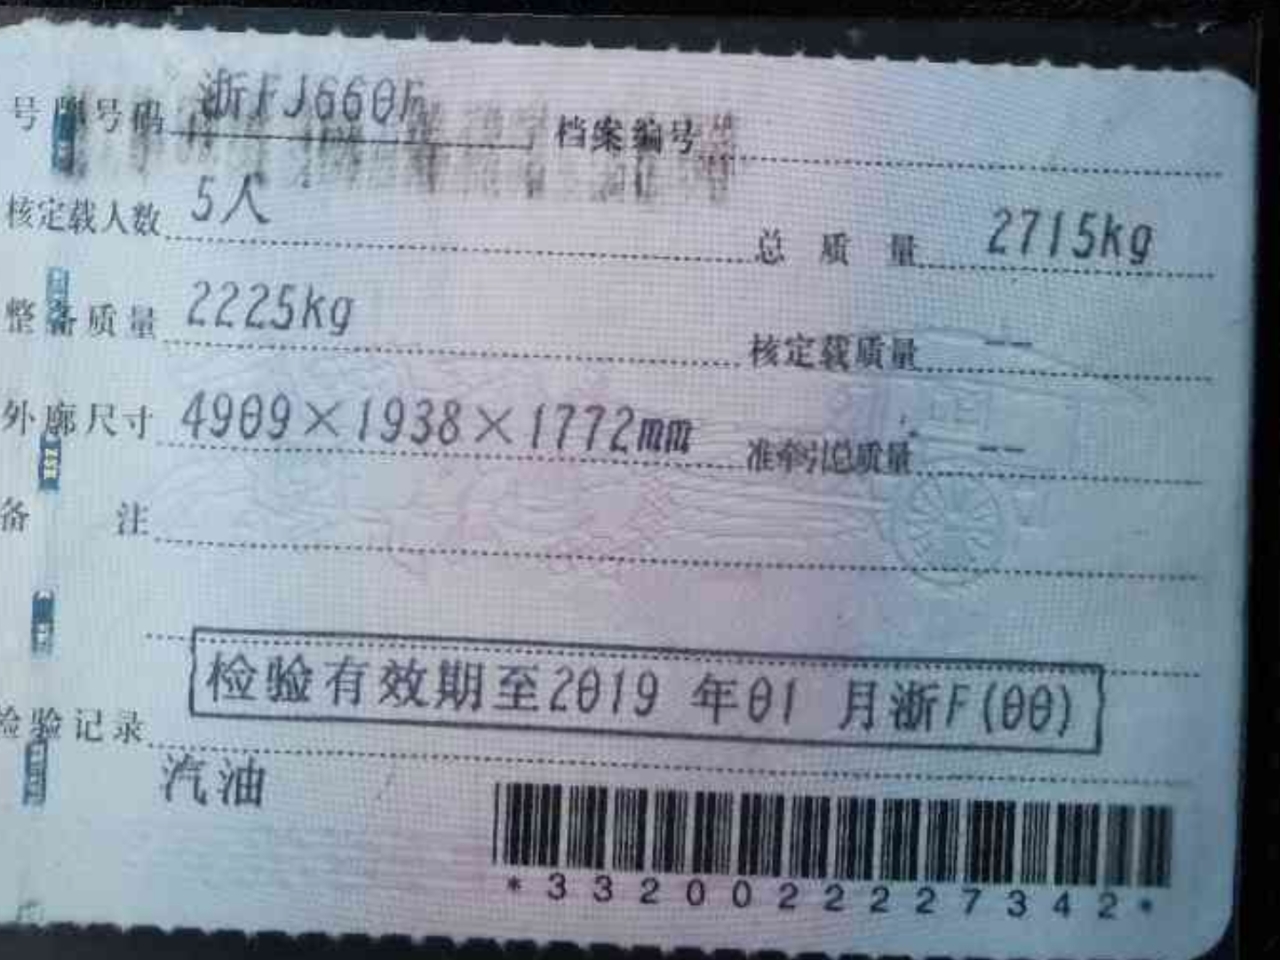 号牌号码 浙FJ660F 档案编号
核定载人数 5人 总质量 2715kg
整备质量 2225kg 核定载质量 --
外廓尺寸 4909×1938×1772mm 准牵引总质量 --
备注
检验有效期至2019 年01 月浙F(00)
检验记录
汽油
*3320022227342*